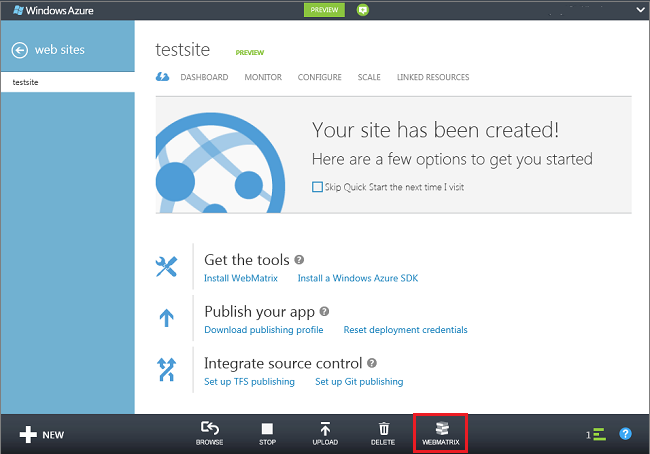 Windows Azure
PREVIEW
web sites
testsite
testsite PREVIEW
DASHBOARD MONITOR CONFIGURE SCALE LINKED RESOURCES
Your site has been created!
Here are a few options to get you started
Skip Quick Start the next time I visit
Get the tools ?
Install WebMatrix Install a Windows Azure SDK
Publish your app ?
Download publishing profile Reset deployment credentials
Integrate source control ?
Set up TFS publishing Set up Git publishing
NEW
BROWSE STOP UPLOAD DELETE WEBMATRIX
1 ?